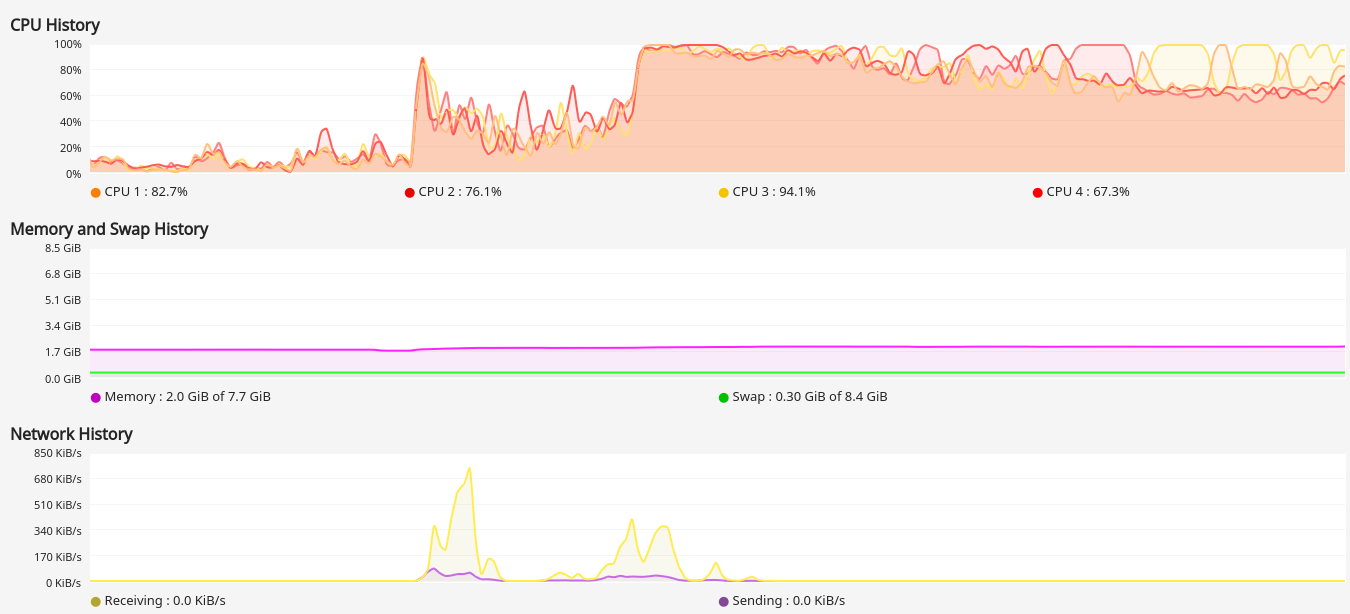 CPU History
100%
80%
60%
40%
20%
0%
CPU 1 : 82.7% CPU 2 : 76.1% CPU 3 : 94.1% CPU 4 : 67.3%
Memory and Swap History
8.5 GiB
6.8 GiB
5.1 GiB
3.4 GiB
1.7 GiB
0.0 GiB
Memory : 2.0 GiB of 7.7 GiB Swap : 0.30 GiB of 8.4 GiB
Network History
850 KiB/s
680 KiB/s
510 KiB/s
340 KiB/s
170 KiB/s
0 KiB/s
Receiving : 0.0 KiB/s Sending : 0.0 KiB/s